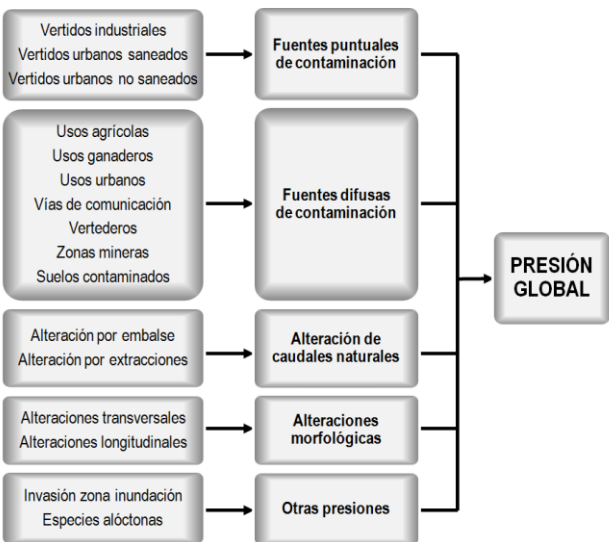 Vertidos industriales
Vertidos urbanos saneados
Vertidos urbanos no saneados
Fuentes puntuales
de contaminación
Usos agrícolas
Usos ganaderos
Usos urbanos
Vías de comunicación
Vertederos
Zonas mineras
Suelos contaminados
Fuentes difusas
de contaminación
PRESIÓN
GLOBAL
Alteración por embalse
Alteración por extracciones
Alteración de
caudales naturales
Alteraciones transversales
Alteraciones longitudinales
Alteraciones
morfológicas
Invasión zona inundación
Especies alóctonas
Otras presiones